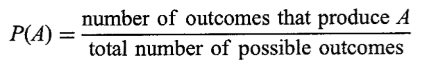 P(A) = number of outcomes that produce A / total number of possible outcomes